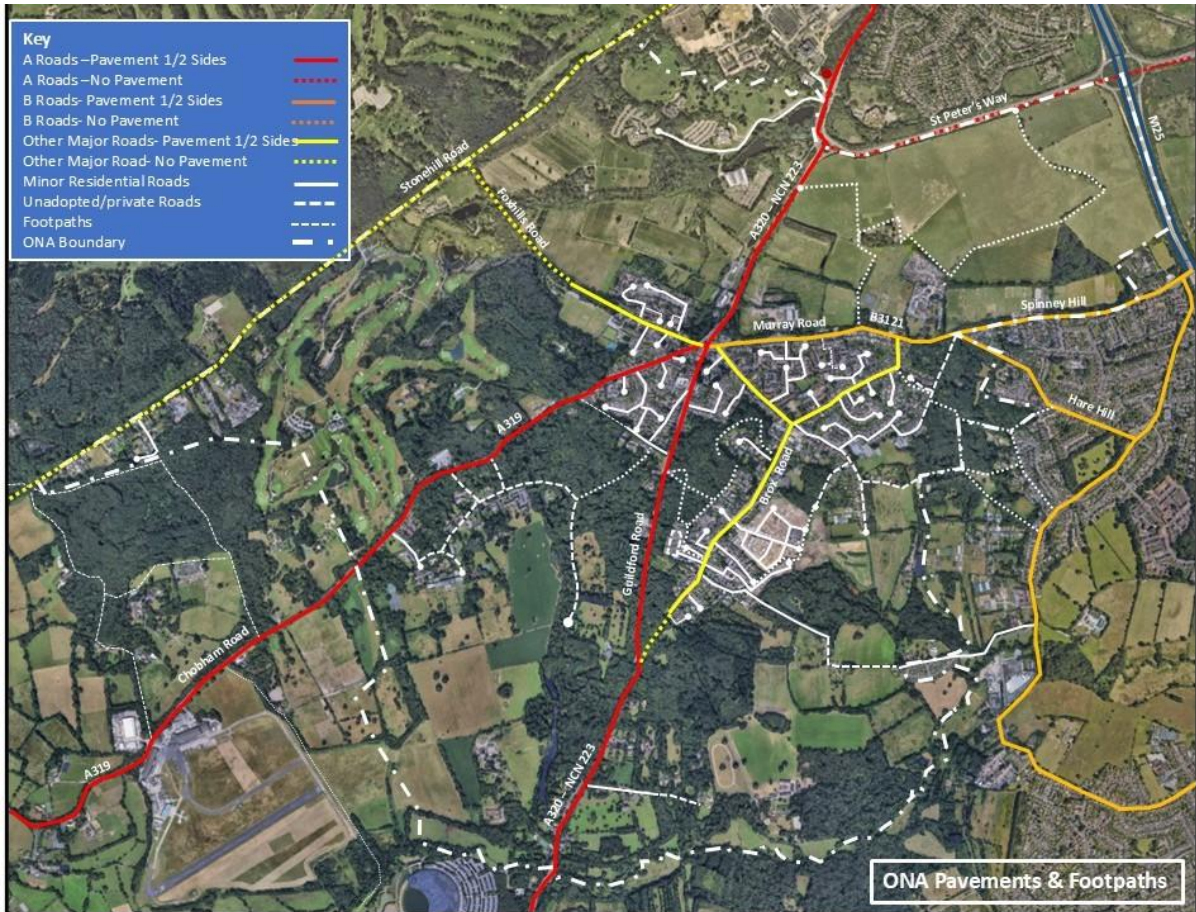 Key
A Roads –Pavement 1/2 Sides
A Roads –No Pavement
B Roads- Pavement 1/2 Sides
B Roads- No Pavement
Other Major Roads- Pavement 1/2 Sides
Other Major Road- No Pavement
Minor Residential Roads
Unadopted/private Roads
Footpaths
ONA Boundary
St Peter's Way
M25
Stonehill Road
Foxhills Road
A320 – NCN 223
Spinney Hill
Murray Road
B3121
Hare Hill
A319
Brox Road
Guildford Road
Chobham Road
A319
A320 – NCN 223
ONA Pavements & Footpaths